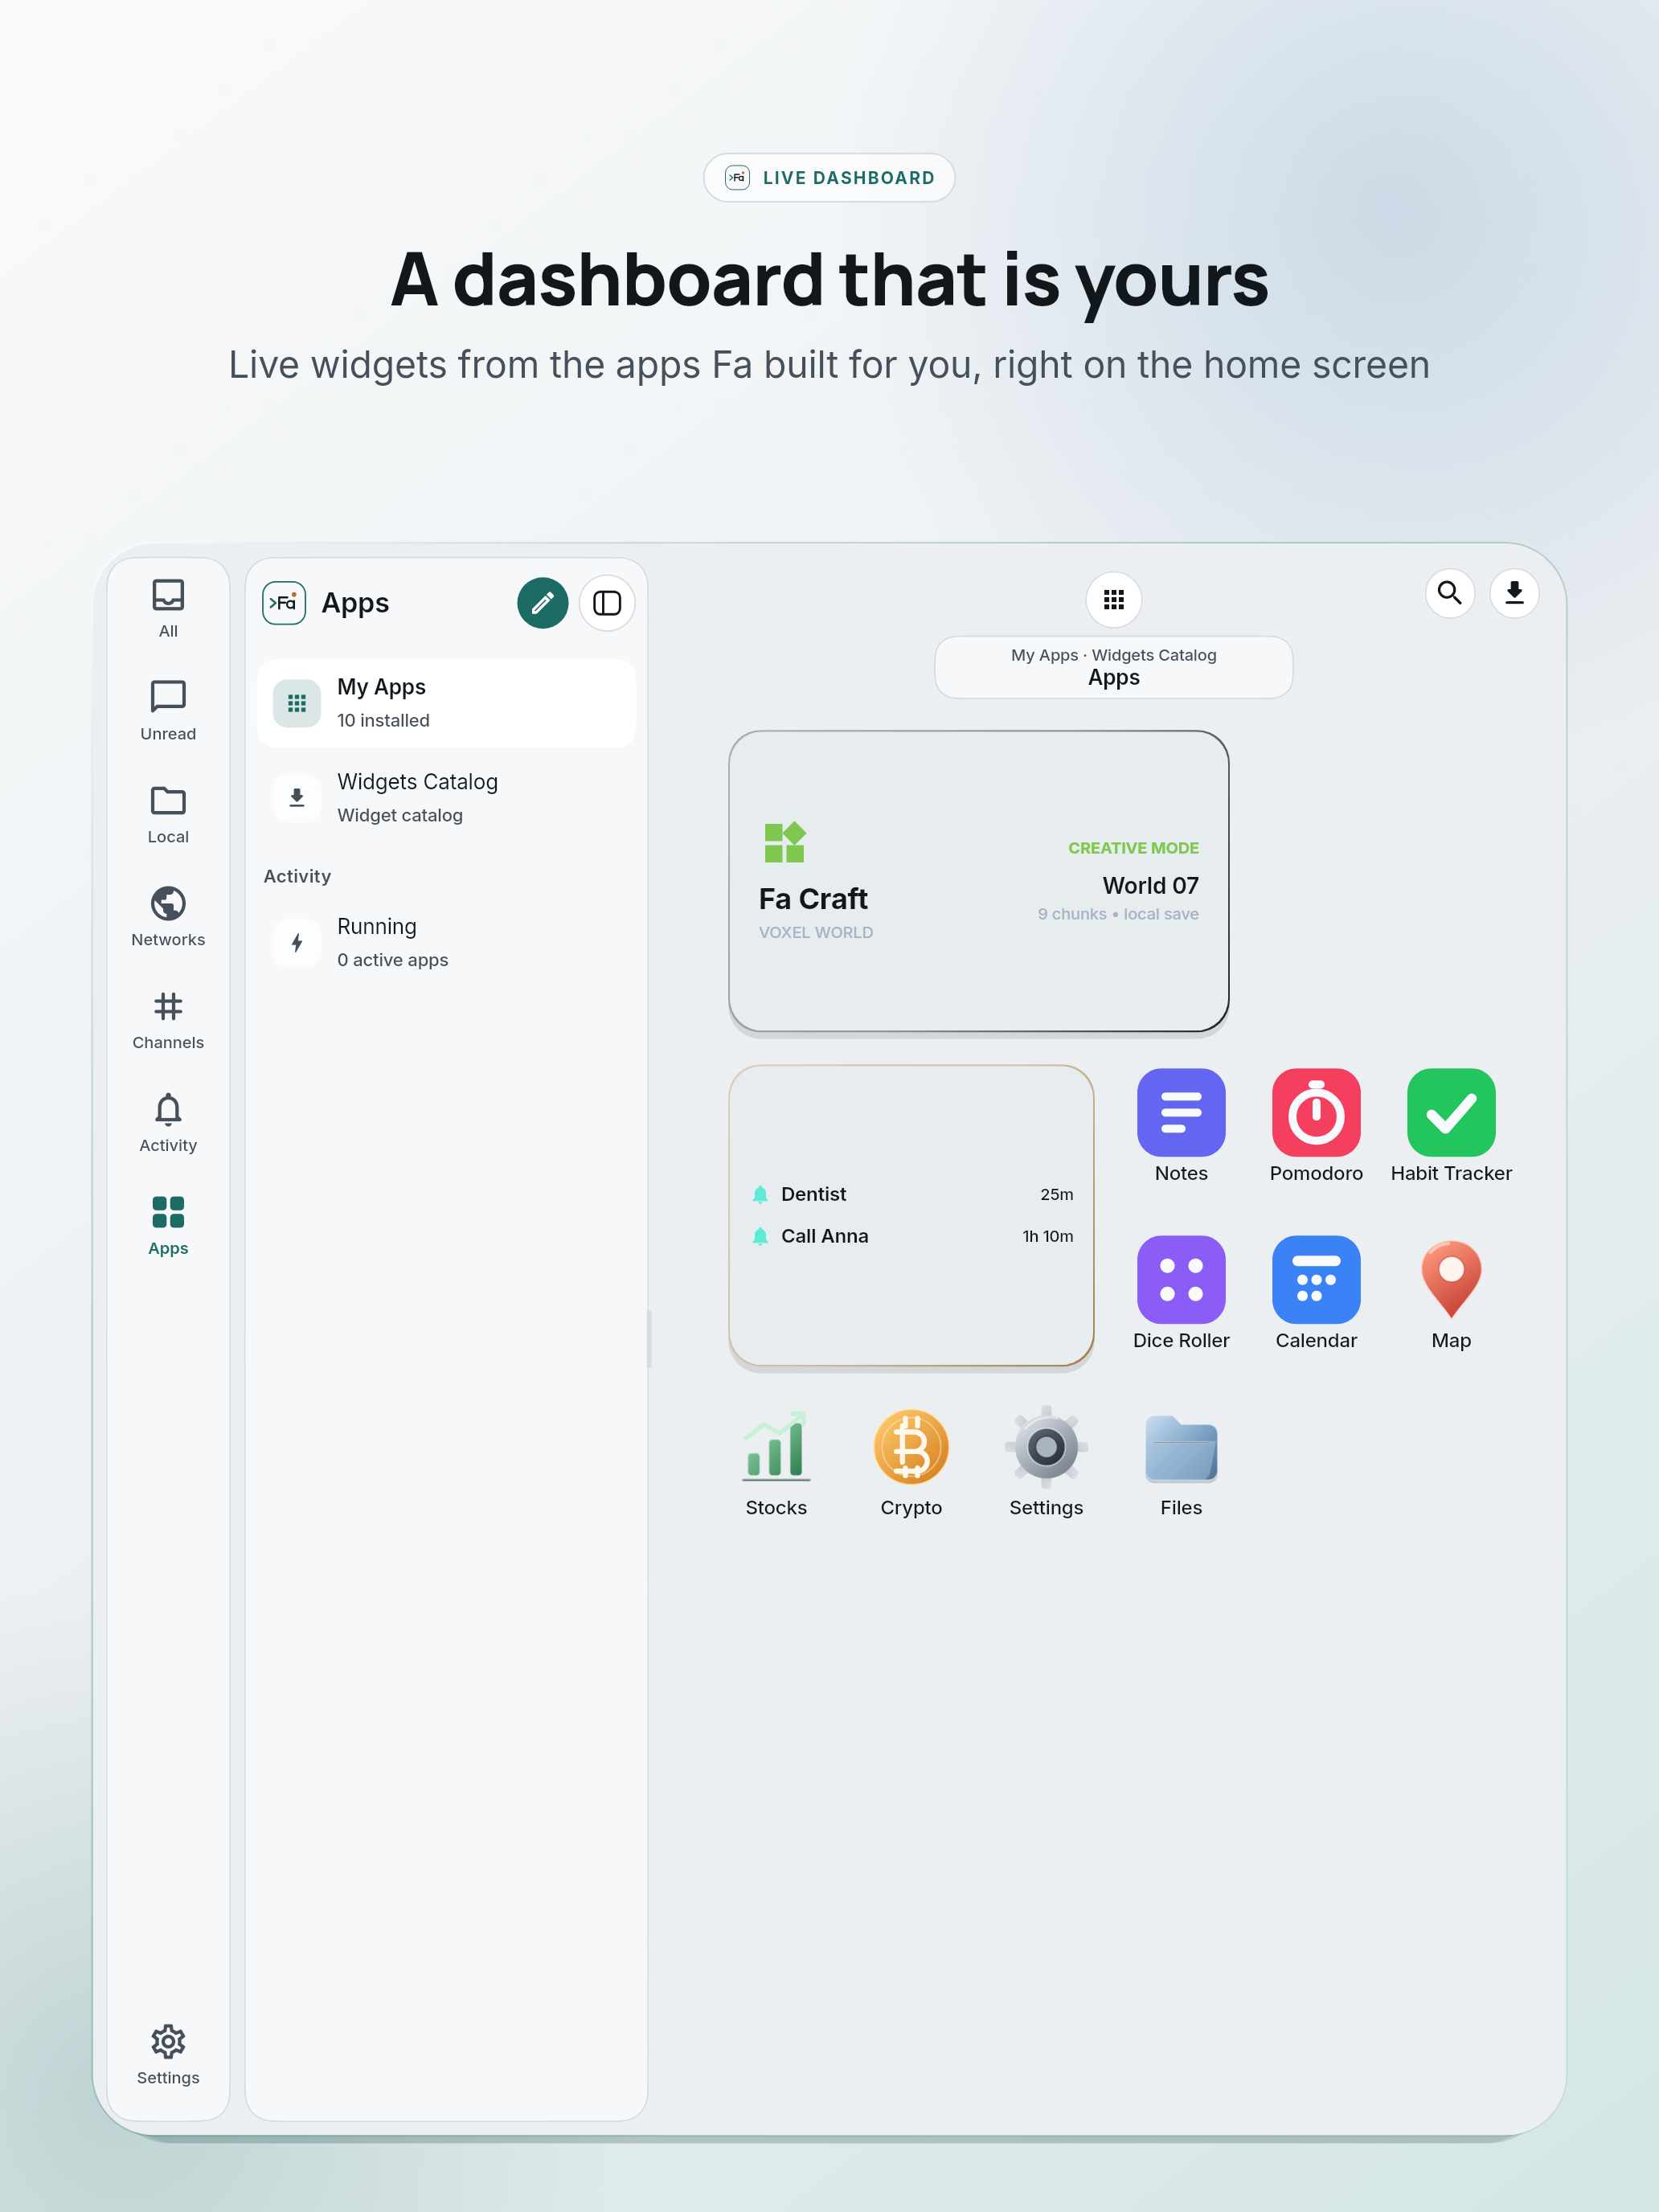 >Fa LIVE DASHBOARD
A dashboard that is yours
Live widgets from the apps Fa built for you, right on the home screen
All
Unread
Local
Networks
Channels
Activity
Apps
Settings
>Fa Apps
My Apps
10 installed
Widgets Catalog
Widget catalog
Activity
Running
0 active apps
My Apps · Widgets Catalog
Apps
Fa Craft
VOXEL WORLD
CREATIVE MODE
World 07
9 chunks • local save
Dentist 25m
Call Anna 1h 10m
Notes Pomodoro Habit Tracker
Dice Roller Calendar Map
Stocks Crypto Settings Files